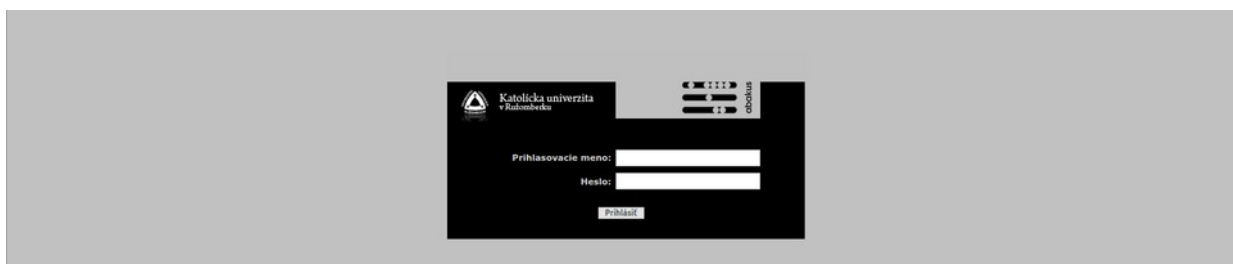 Katolícka univerzita
v Ružomberku
abakus
Prihlasovacie meno:
Heslo:
Prihlásiť